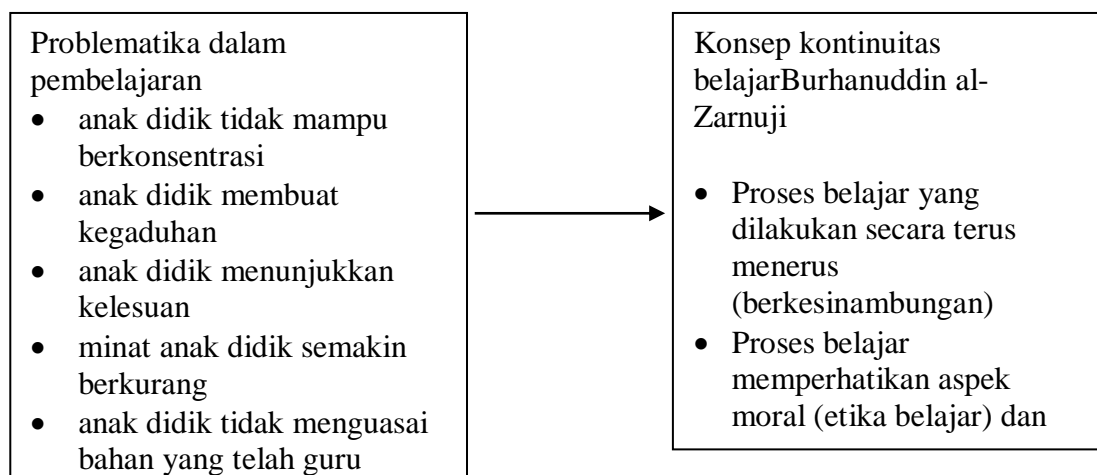 Problematika dalam
pembelajaran
• anak didik tidak mampu
berkonsentrasi
• anak didik membuat
kegaduhan
• anak didik menunjukkan
kelesuan
• minat anak didik semakin
berkurang
• anak didik tidak menguasai
bahan yang telah guru
Konsep kontinuitas
belajarBurhanuddin al-
Zarnuji
• Proses belajar yang
dilakukan secara terus
menerus
(berkesinambungan)
• Proses belajar
memperhatikan aspek
moral (etika belajar) dan